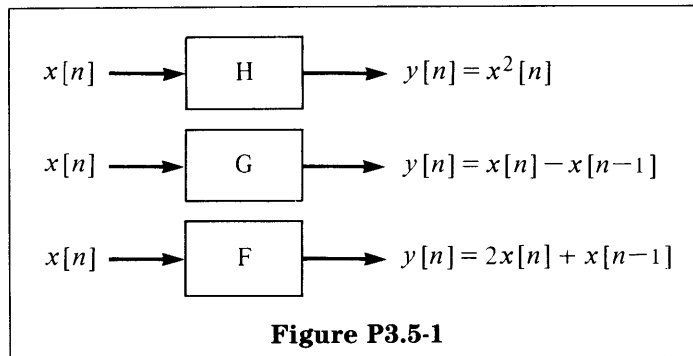 x[n] H y[n] = x²[n]
x[n] G y[n] = x[n] − x[n−1]
x[n] F y[n] = 2x[n] + x[n−1]
Figure P3.5-1